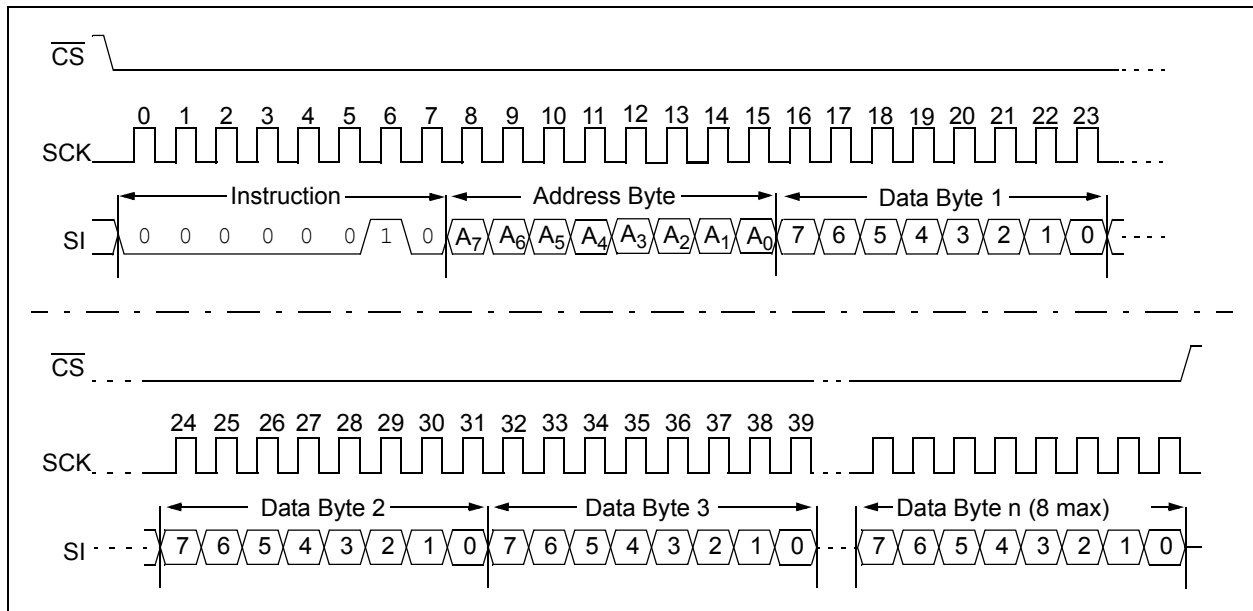 CS
0 1 2 3 4 5 6 7 8 9 10 11 12 13 14 15 16 17 18 19 20 21 22 23
SCK
Instruction Address Byte Data Byte 1
SI 0 0 0 0 0 0 1 0 A7 A6 A5 A4 A3 A2 A1 A0 7 6 5 4 3 2 1 0
CS
24 25 26 27 28 29 30 31 32 33 34 35 36 37 38 39
SCK
Data Byte 2 Data Byte 3 Data Byte n (8 max)
SI 7 6 5 4 3 2 1 0 7 6 5 4 3 2 1 0 7 6 5 4 3 2 1 0